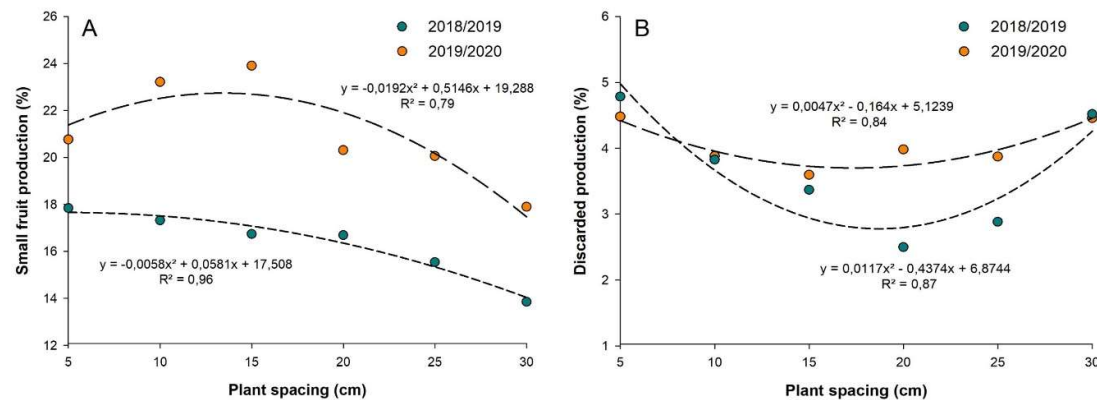 A
2018/2019
2019/2020
y = -0,0192x² + 0,5146x + 19,288
R² = 0,79
y = -0,0058x² + 0,0581x + 17,508
R² = 0,96
Small fruit production (%)
26
24
22
20
18
16
14
12
5 10 15 20 25 30
Plant spacing (cm)
B
2018/2019
2019/2020
y = 0,0047x² - 0,164x + 5,1239
R² = 0,84
y = 0,0117x² - 0,4374x + 6,8744
R² = 0,87
Discarded production (%)
6
5
4
3
2
1
5 10 15 20 25 30
Plant spacing (cm)